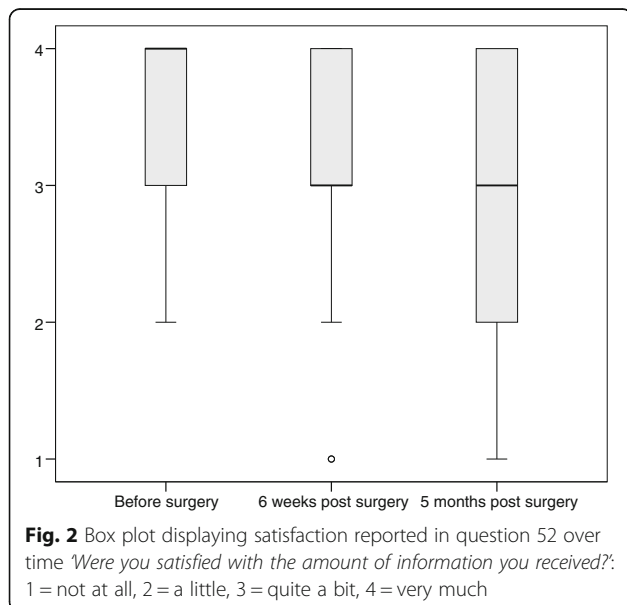 4
3
2
1
Before surgery 6 weeks post surgery 5 months post surgery
Fig. 2 Box plot displaying satisfaction reported in question 52 over
time 'Were you satisfied with the amount of information you received?':
1 = not at all, 2 = a little, 3 = quite a bit, 4 = very much